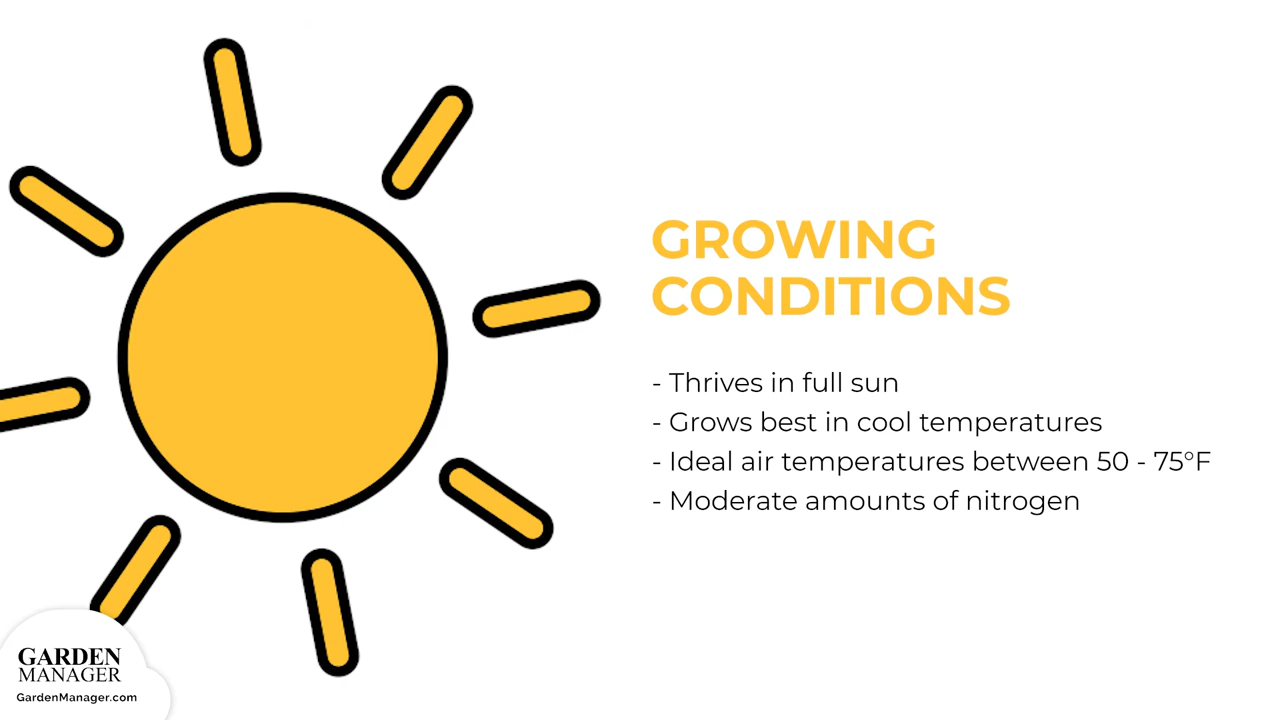 GROWING
CONDITIONS
- Thrives in full sun
- Grows best in cool temperatures
- Ideal air temperatures between 50 - 75°F
- Moderate amounts of nitrogen
GARDEN
MANAGER
GardenManager.com